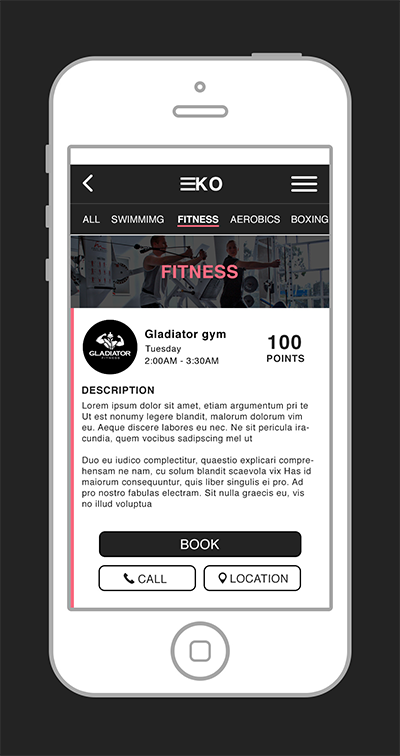 EKO
ALL SWIMMIMG FITNESS AEROBICS BOXING
FITNESS
GLADIATOR
FITNESS
Gladiator gym
Tuesday
2:00AM - 3:30AM
100
POINTS
DESCRIPTION
Lorem ipsum dolor sit amet, etiam argumentum pri te
Ut est nonumy legere blandit, malorum dolorum vim
eu. Aeque discere labores eu nec. Ne sit pericula ira-
cundia, quem vocibus sadipscing mel ut
Duo eu iudico complectitur, quaestio explicari compre-
hensam ne nam, cu solum blandit scaevola vix Has id
maiorum consequuntur, quis liber singulis ei pro. Ad
pro nostro fabulas electram. Sit nulla graecis eu, vis
no illud voluptua
BOOK
CALL LOCATION